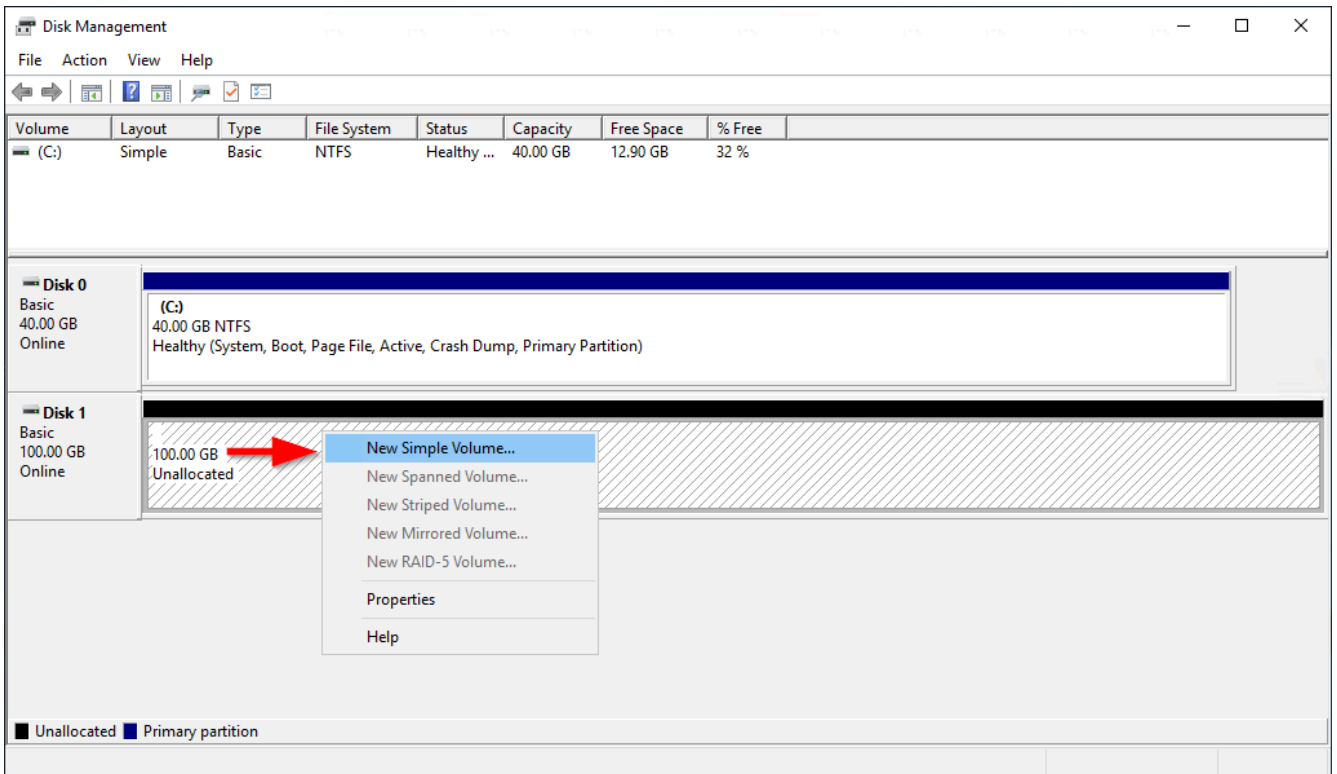 Disk Management
File Action View Help
Volume Layout Type File System Status Capacity Free Space % Free
(C:) Simple Basic NTFS Healthy ... 40.00 GB 12.90 GB 32 %
Disk 0
Basic
40.00 GB
Online
(C:)
40.00 GB NTFS
Healthy (System, Boot, Page File, Active, Crash Dump, Primary Partition)
Disk 1
Basic
100.00 GB
Online
100.00 GB
Unallocated
New Simple Volume...
New Spanned Volume...
New Striped Volume...
New Mirrored Volume...
New RAID-5 Volume...
Properties
Help
Unallocated Primary partition